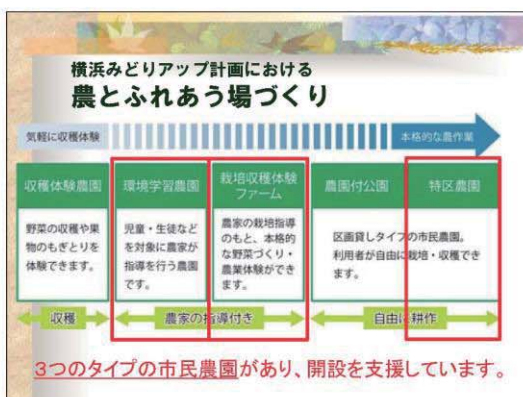 横浜みどりアップ計画における
農とふれあう場づくり
気軽に収穫体験
本格的な農作業
収穫体験農園
環境学習農園
栽培収穫体験
ファーム
農園付公園
特区農園
野菜の収穫や果
物のもぎとりを
体験できます。
児童・生徒など
を対象に農家が
指導を行う農園
です。
農家の栽培指導
のもと、本格的
な野菜づくり・
農業体験ができ
ます。
区画貸しタイプの市民農園。
利用者が自由に栽培・収穫でき
ます。
収穫
農家の指導付き
自由に耕作
3つのタイプの市民農園があり、開設を支援しています。